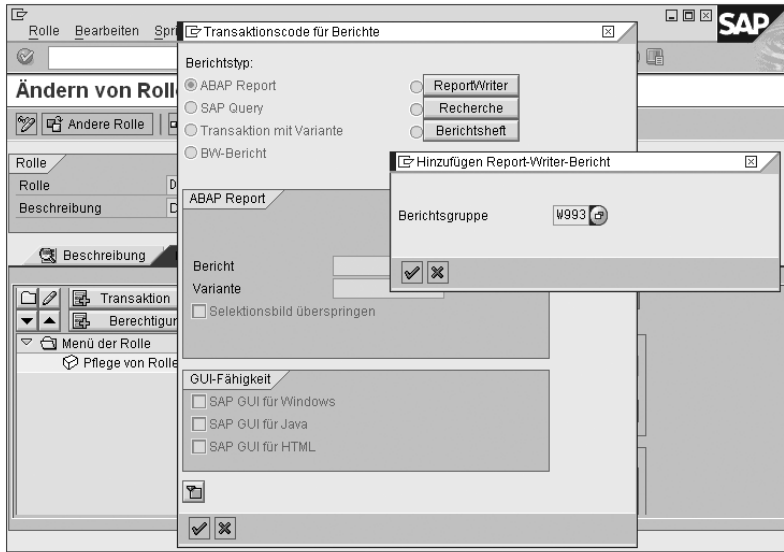 Rolle Bearbeiten Spri
SAP
Ändern von Roll
Andere Rolle
Rolle
Rolle D
Beschreibung D
Beschreibung
Transaktion
Berechtigun
Menü der Rolle
Pflege von Rolle
Transaktionscode für Berichte
Berichtstyp:
ABAP Report ReportWriter
SAP Query Recherche
Transaktion mit Variante Berichtsheft
BW-Bericht
ABAP Report
Bericht
Variante
Selektionsbild überspringen
GUI-Fähigkeit
SAP GUI für Windows
SAP GUI für Java
SAP GUI für HTML
Hinzufügen Report-Writer-Bericht
Berichtsgruppe W993